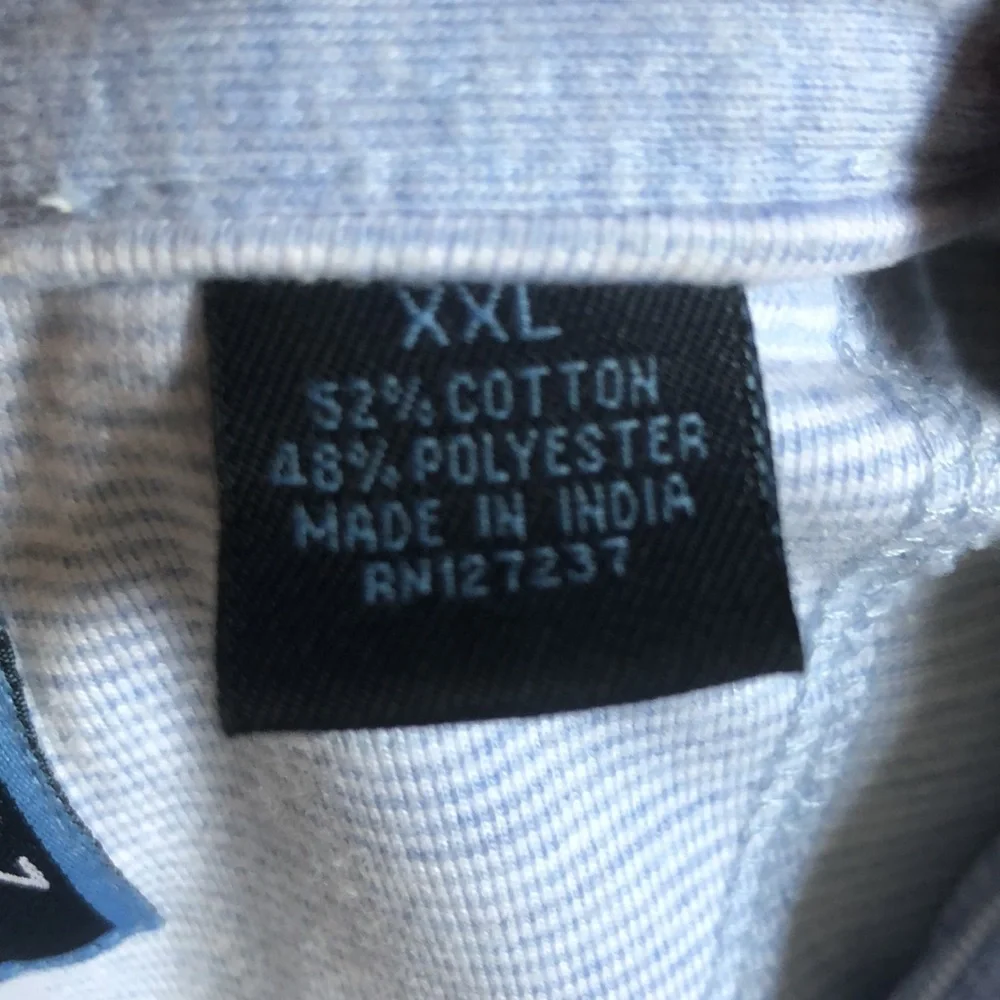 XXL
52% COTTON
48% POLYESTER
MADE IN INDIA
RN127237